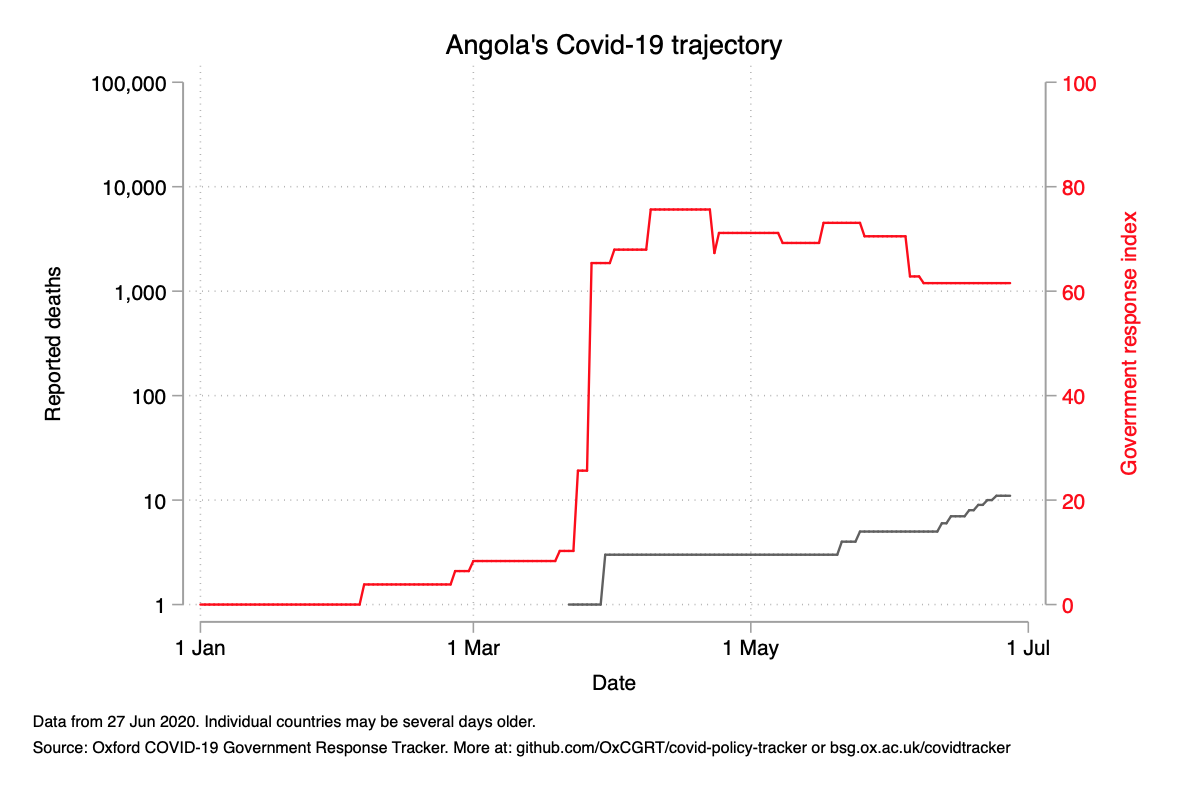 Angola's Covid-19 trajectory
100,000
10,000
1,000
100
10
1
Reported deaths
100
80
60
40
20
0
Government response index
1 Jan
1 Mar
1 May
1 Jul
Date
Data from 27 Jun 2020. Individual countries may be several days older.
Source: Oxford COVID-19 Government Response Tracker. More at: github.com/OxCGRT/covid-policy-tracker or bsg.ox.ac.uk/covidtracker